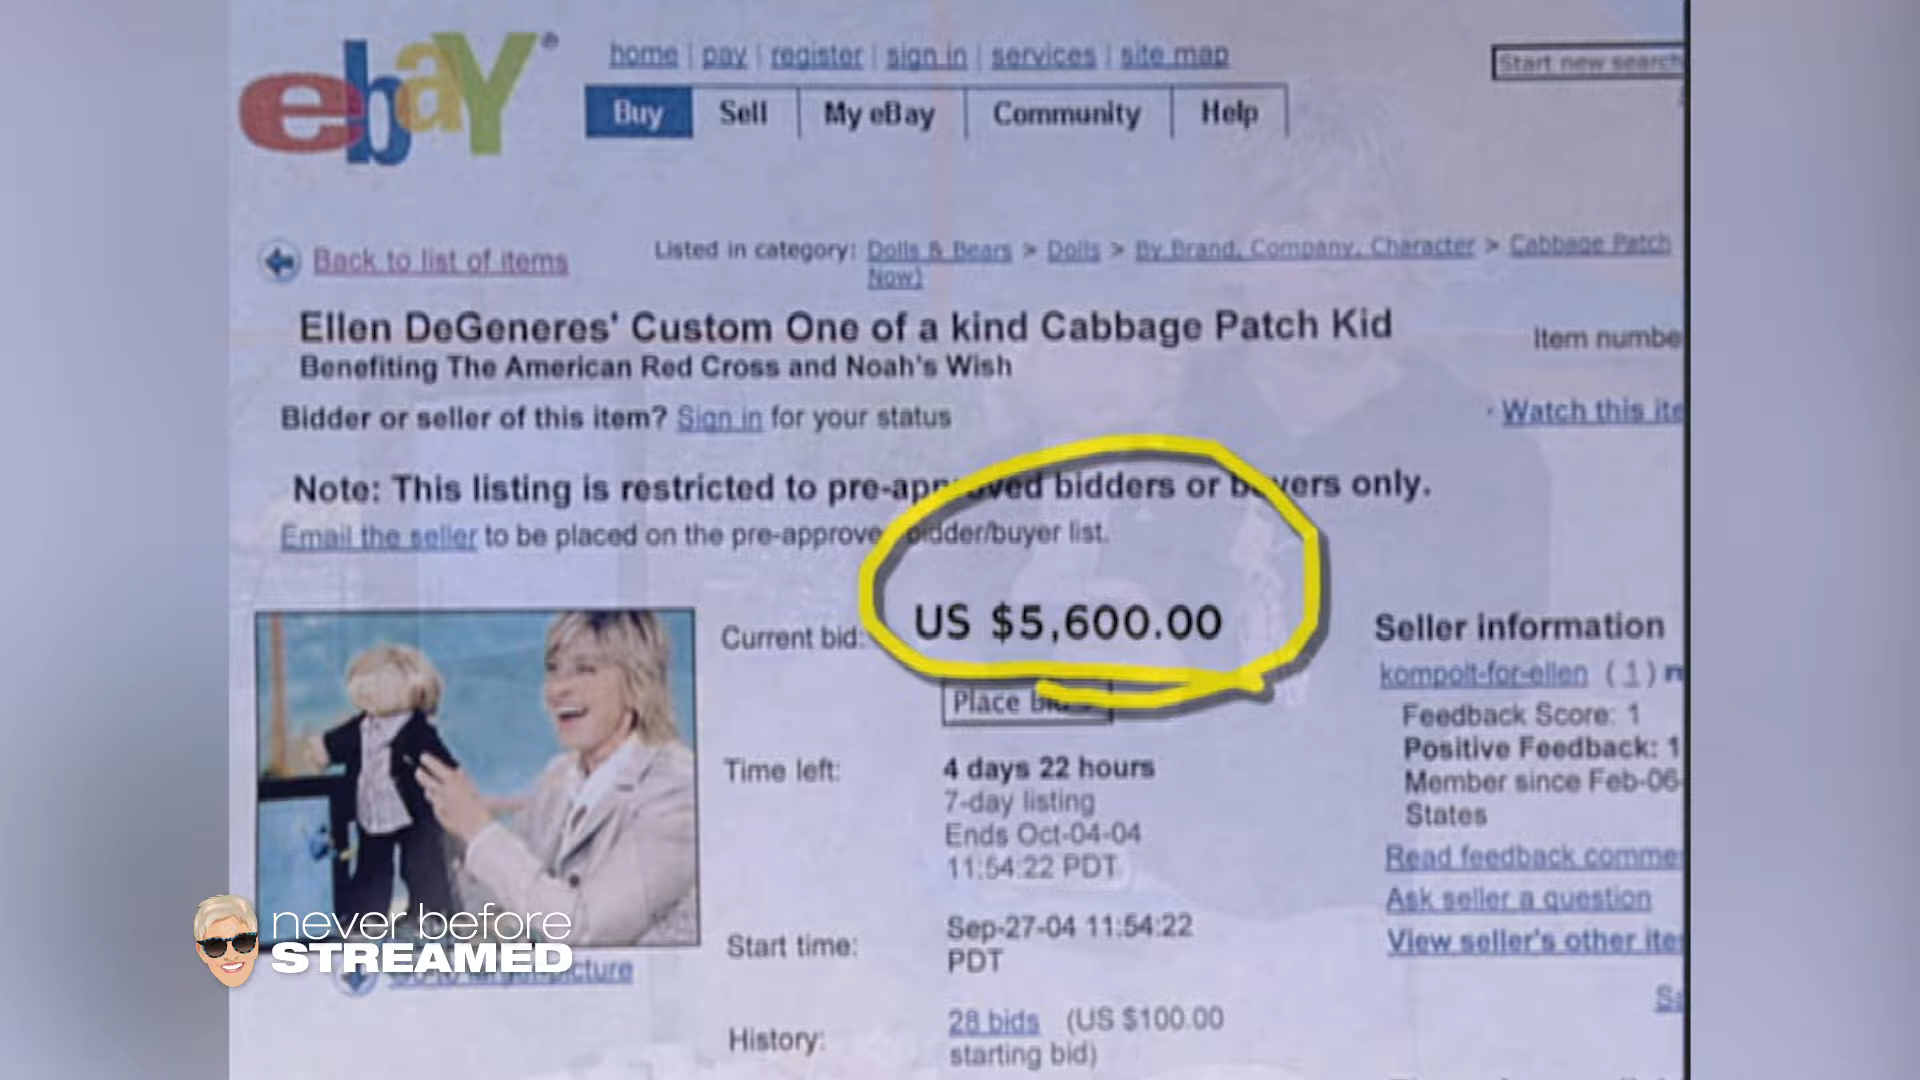 ebaY®
home | pay | register | sign in | services | site map
Start new search
Buy Sell My eBay Community Help
Back to list of items
Listed in category: Dolls & Bears > Dolls > By Brand, Company, Character > Cabbage Patch
Now)
Ellen DeGeneres' Custom One of a kind Cabbage Patch Kid
Item numbe
Benefiting The American Red Cross and Noah's Wish
Bidder or seller of this item? Sign in for your status
Watch this ite
Note: This listing is restricted to pre-approved bidders or buyers only.
Email the seller to be placed on the pre-approve bidder/buyer list.
Current bid: US $5,600.00
Place
Time left: 4 days 22 hours
7-day listing
Ends Oct-04-04
11:54:22 PDT
Start time: Sep-27-04 11:54:22
PDT
History: 28 bids (US $100.00
starting bid)
Seller information
kompolt-for-ellen (1)
Feedback Score: 1
Positive Feedback: 1
Member since Feb-06-
States
Read feedback comme
Ask seller a question
View seller's other ite
never before
STREAMED